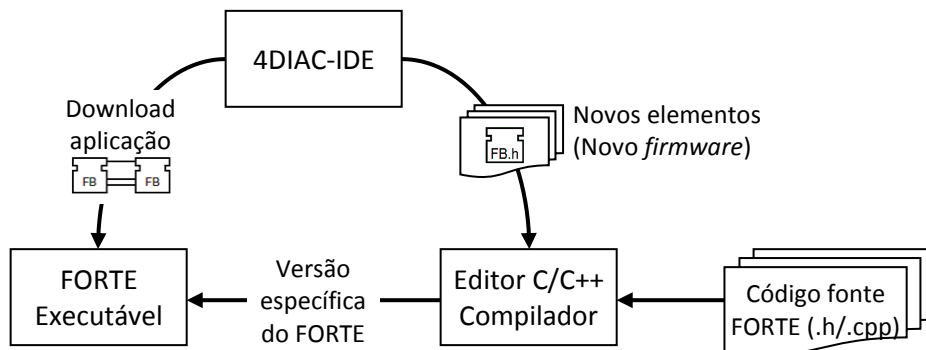 4DIAC-IDE
Download
aplicação
FB FB
Novos elementos
(Novo firmware)
FB.h
FORTE
Executável
Versão
específica
do FORTE
Editor C/C++
Compilador
Código fonte
FORTE (.h/.cpp)